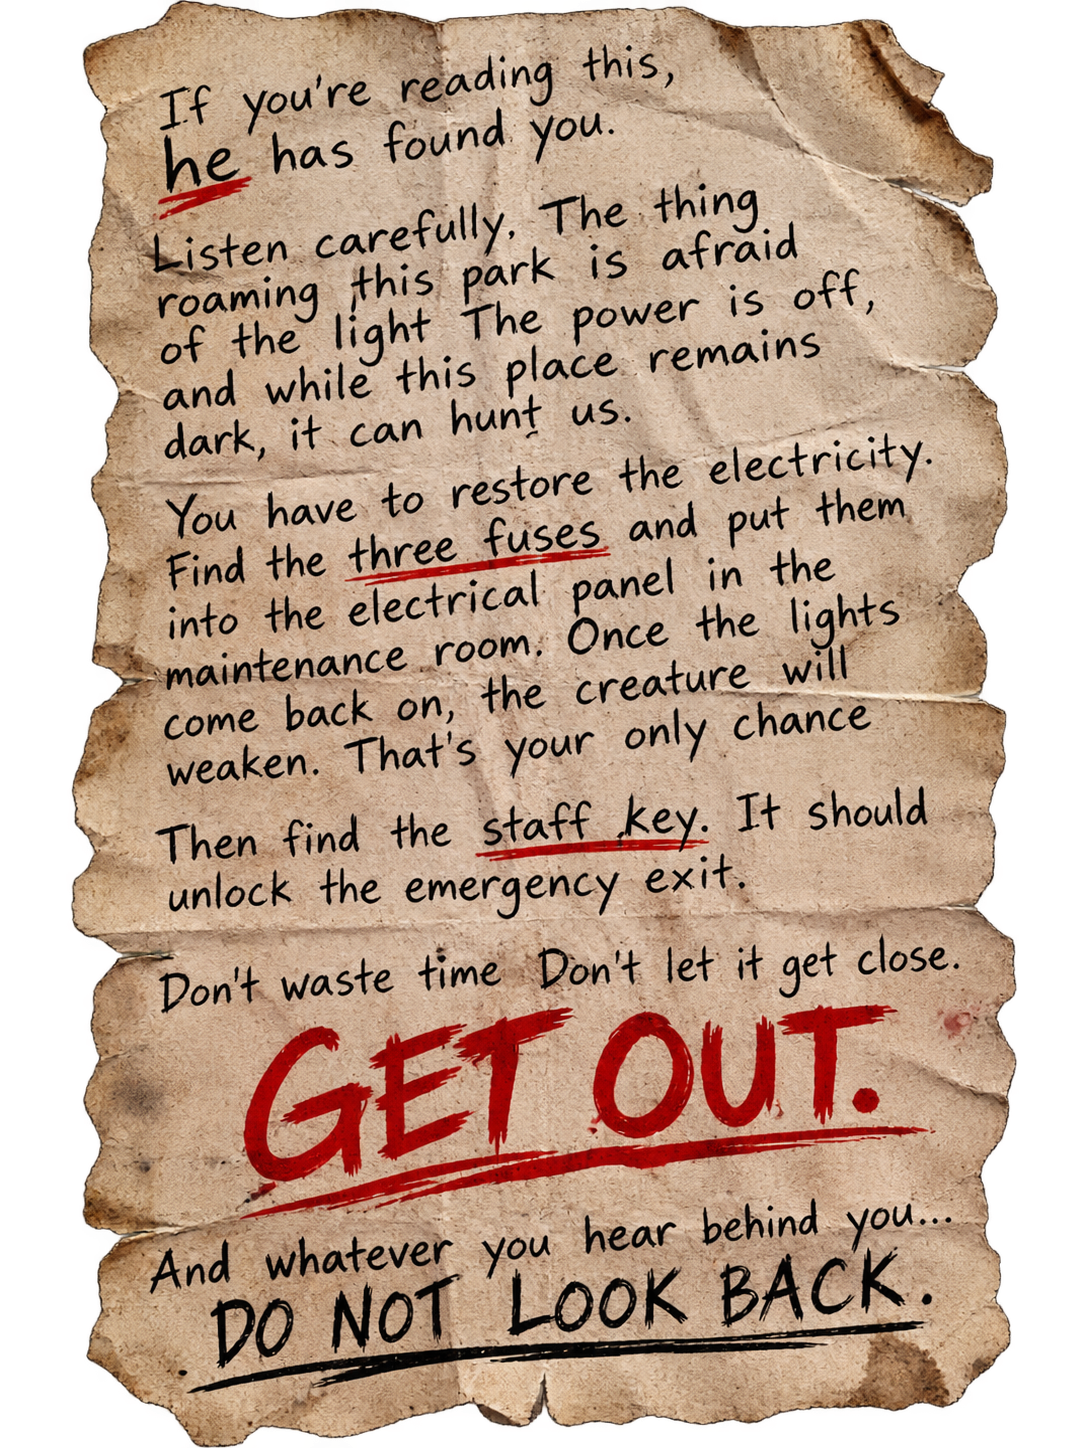 If you're reading this,
he has found you.
Listen carefully. The thing
roaming this park is afraid
of the light The power is off,
and while this place remains
dark, it can hunt us.
You have to restore the electricity.
Find the three fuses and put them
into the electrical panel in the
maintenance room. Once the lights
come back on, the creature will
weaken. That's your only chance
Then find the staff key. It should
unlock the emergency exit.
Don't waste time Don't let it get close.
GET OUT.
And whatever you hear behind you...
DO NOT LOOK BACK.